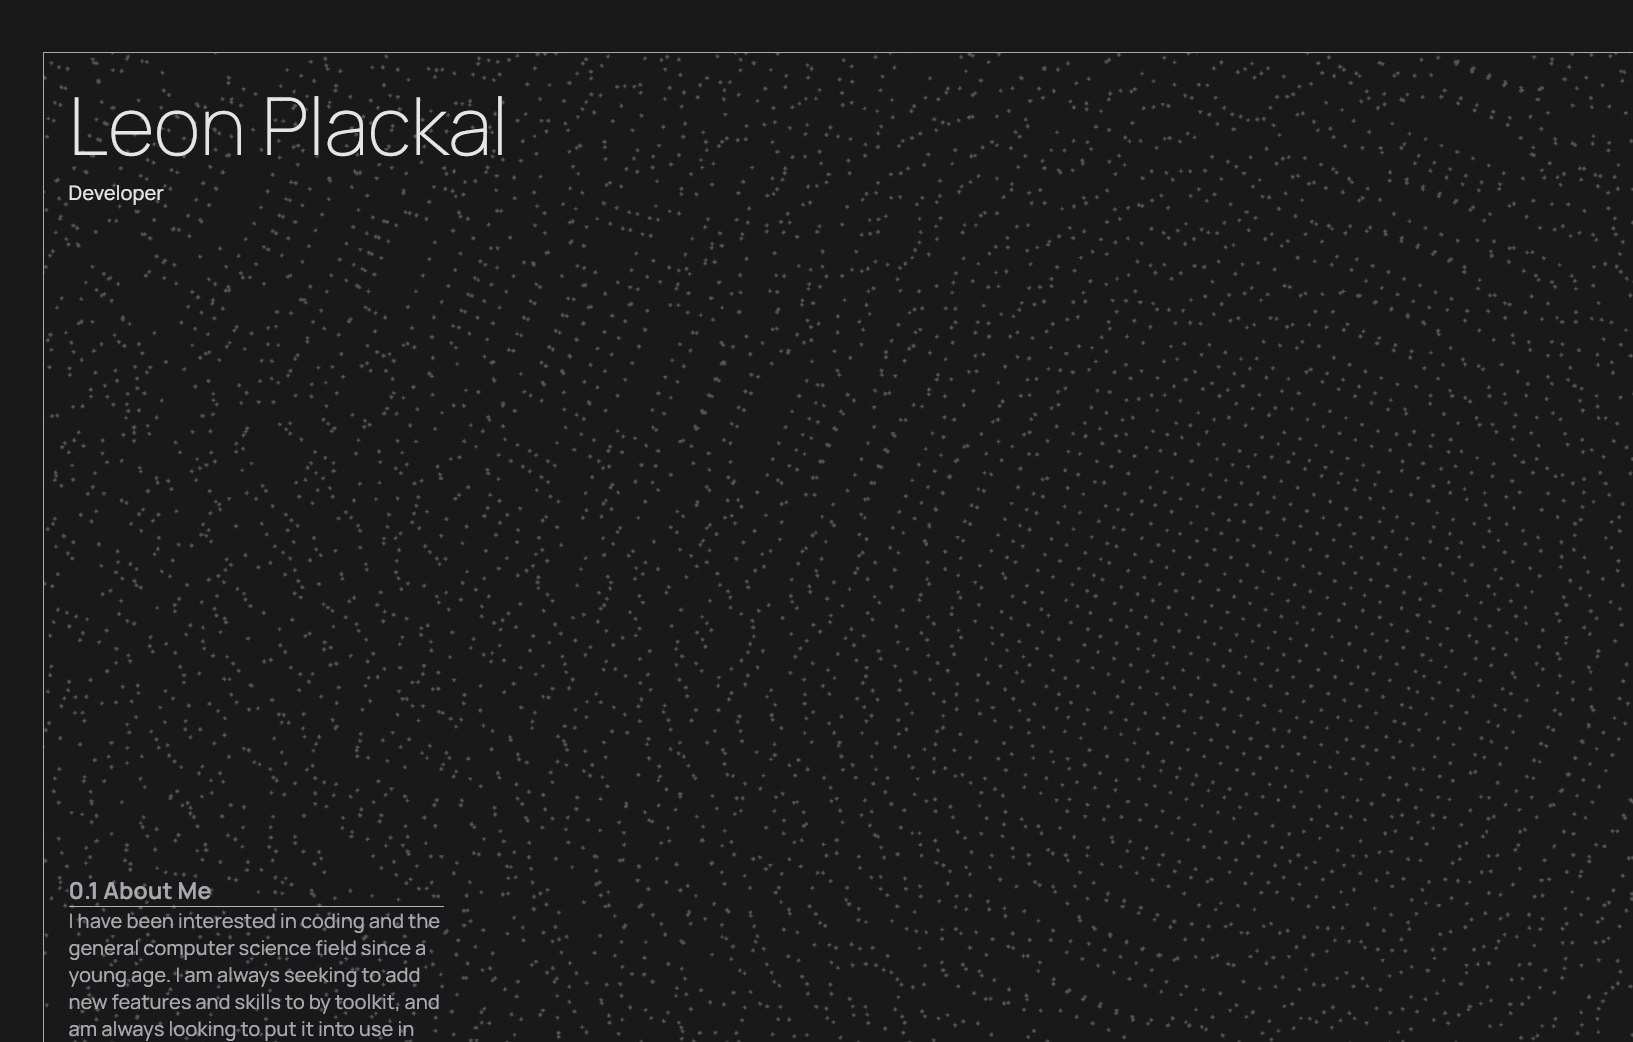 Leon Plackal
Developer
0.1 About Me
I have been interested in coding and the
general computer science field since a
young age. I am always seeking to add
new features and skills to by toolkit, and
am always looking to put it into use in